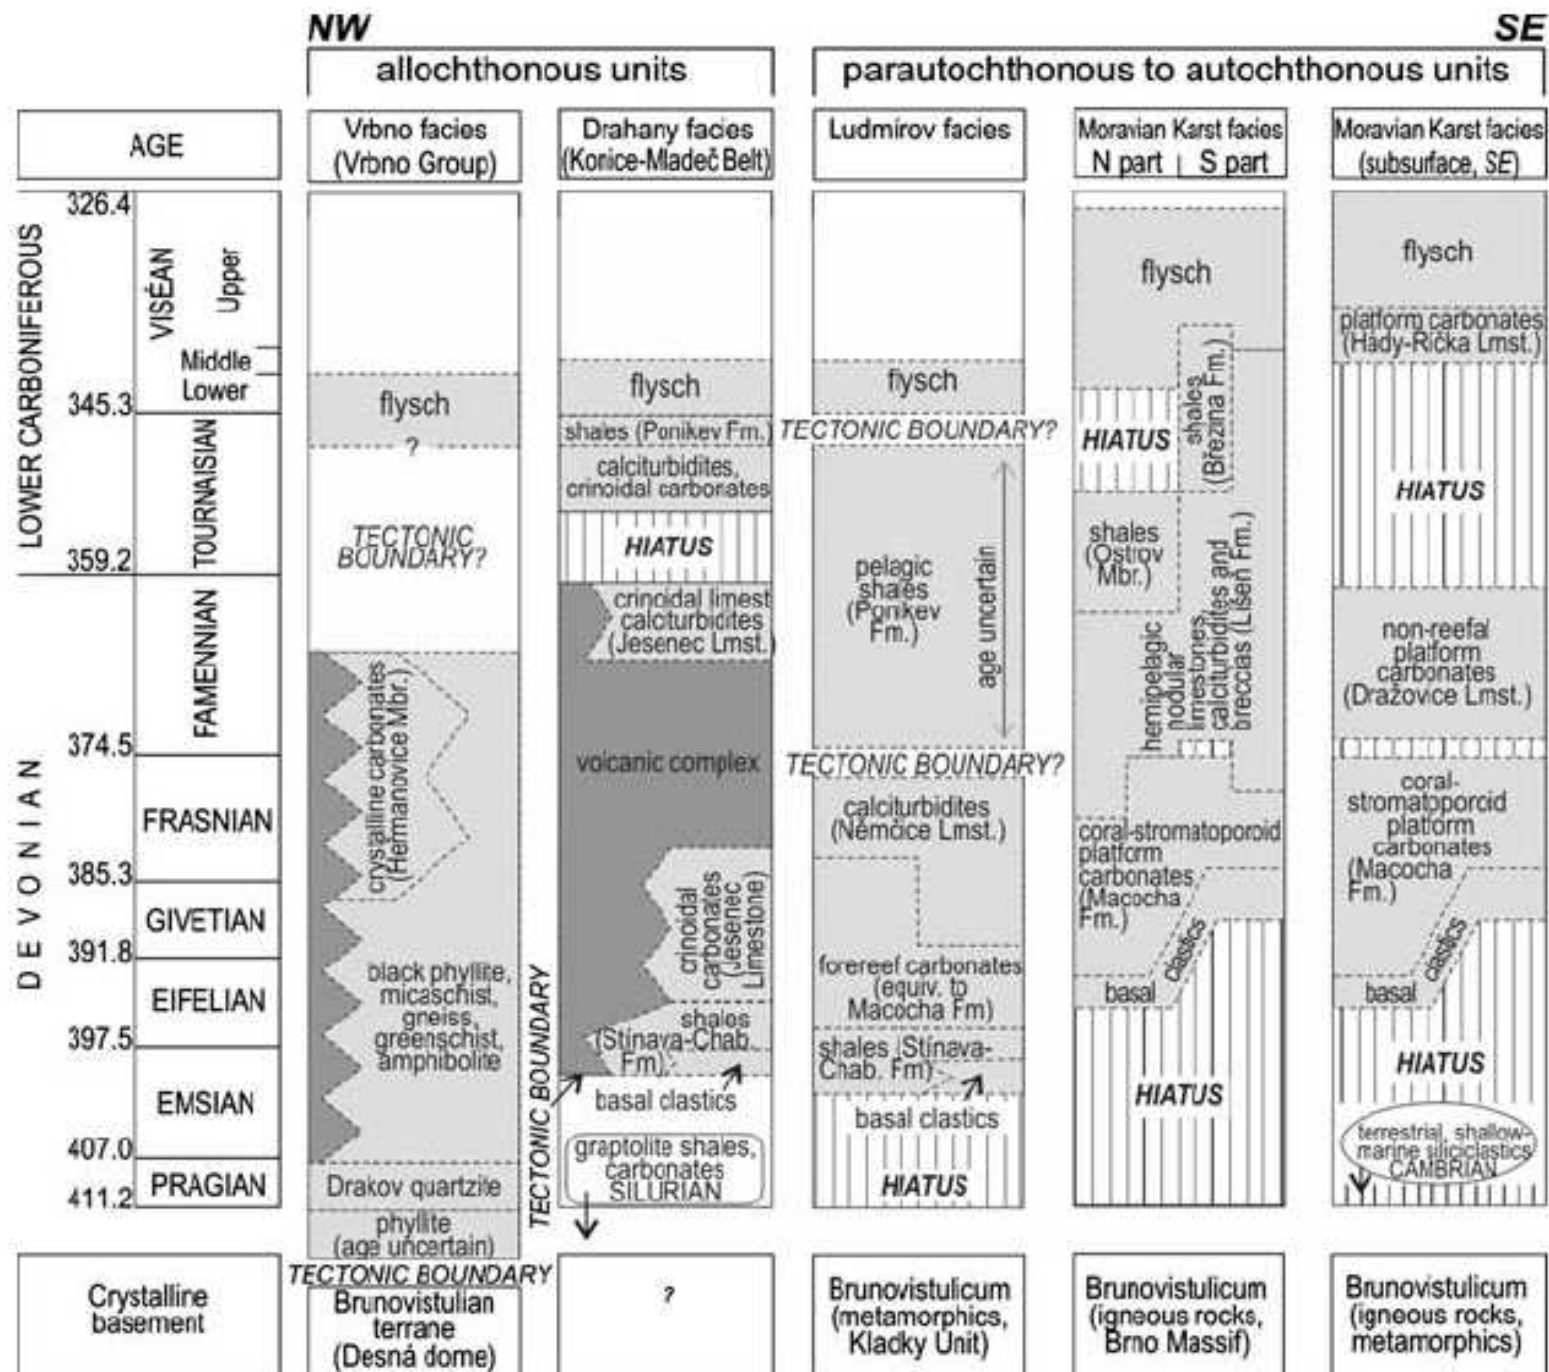 NW
SE
allochthonous units
parautochthonous to autochthonous units
AGE
Vrbno facies
(Vrbno Group)
Drahany facies
(Konice-Mladeč Belt)
Ludmírov facies
Moravian Karst facies
N part
S part
Moravian Karst facies
(subsurface, SE)
LOWER CARBONIFEROUS
DEVONIAN
326.4
345.3
359.2
374.5
385.3
391.8
397.5
407.0
411.2
VISÉAN
Upper
Middle
Lower
TOURNAISIAN
FAMENNIAN
FRASNIAN
GIVETIAN
EIFELIAN
EMSIAN
PRAGIAN
flysch
?
TECTONIC
BOUNDARY?
crystalline carbonates
(Hermanovice Mbr.)
black phyllite,
micaschist,
gneiss,
greenschist,
amphibolite
Drakov quartzite
phyllite
(age uncertain)
TECTONIC BOUNDARY
TECTONIC BOUNDARY
flysch
shales (Ponikev Fm.)
calciturbidites,
crinoidal carbonates
HIATUS
crinoidal limest
calciturbidites
(Jesenec Lmst.)
volcanic complex
crinoidal
carbonales
(Jesenec
Limestone)
shales
(Stínava-Chab.
Fm)
basal clastics
graptolite shales,
carbonates
SILURIAN
flysch
TECTONIC BOUNDARY?
pelagic
shales
(Ponikev
Fm.)
age uncertain
TECTONIC BOUNDARY?
calciturbidites
(Němčice Lmst.)
forereef carbonates
(equiv. to
Macocha Fm)
shales (Stínava-
Chab. Fm)
basal clastics
HIATUS
flysch
HIATUS
shales
(Březina Fm.)
shales
(Ostrov
Mbr.)
hemipelagic
nodular
limestones,
calciturbidites and
breccias (Líšeň Fm.)
coral-stromatoporoid
platform
carbonates
(Macocha
Fm.)
basal
clastics
HIATUS
flysch
platform carbonates
(Hády-Říčka Lmst.)
HIATUS
non-reefal
platform
carbonates
(Dražovice Lmst.)
coral-
stromatoporoid
platform
carbonates
(Macocha
Fm.)
basal
clastics
HIATUS
terrestrial, shallow-
marine siliciclastics
CAMBRIAN
Crystalline
basement
Brunovistulian
terrane
(Desná dome)
?
Brunovistulicum
(metamorphics,
Kladky Unit)
Brunovistulicum
(igneous rocks,
Brno Massif)
Brunovistulicum
(igneous rocks,
metamorphics)